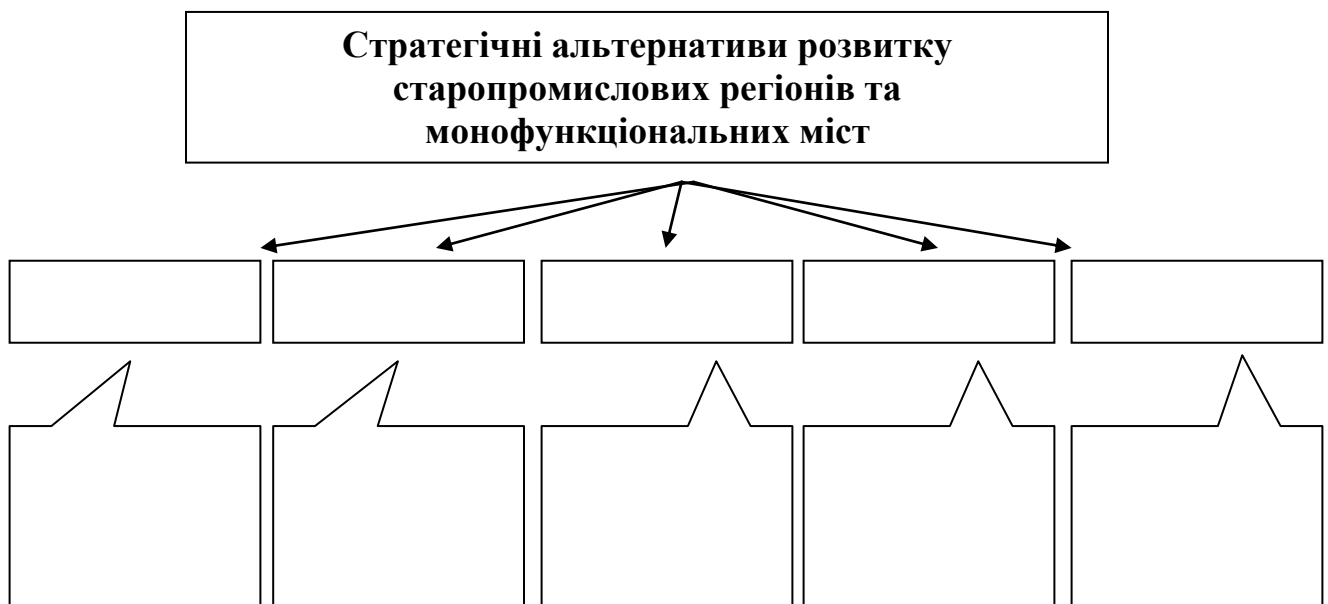 Стратегічні альтернативи розвитку
старопромислових регіонів та
монофункціональних міст